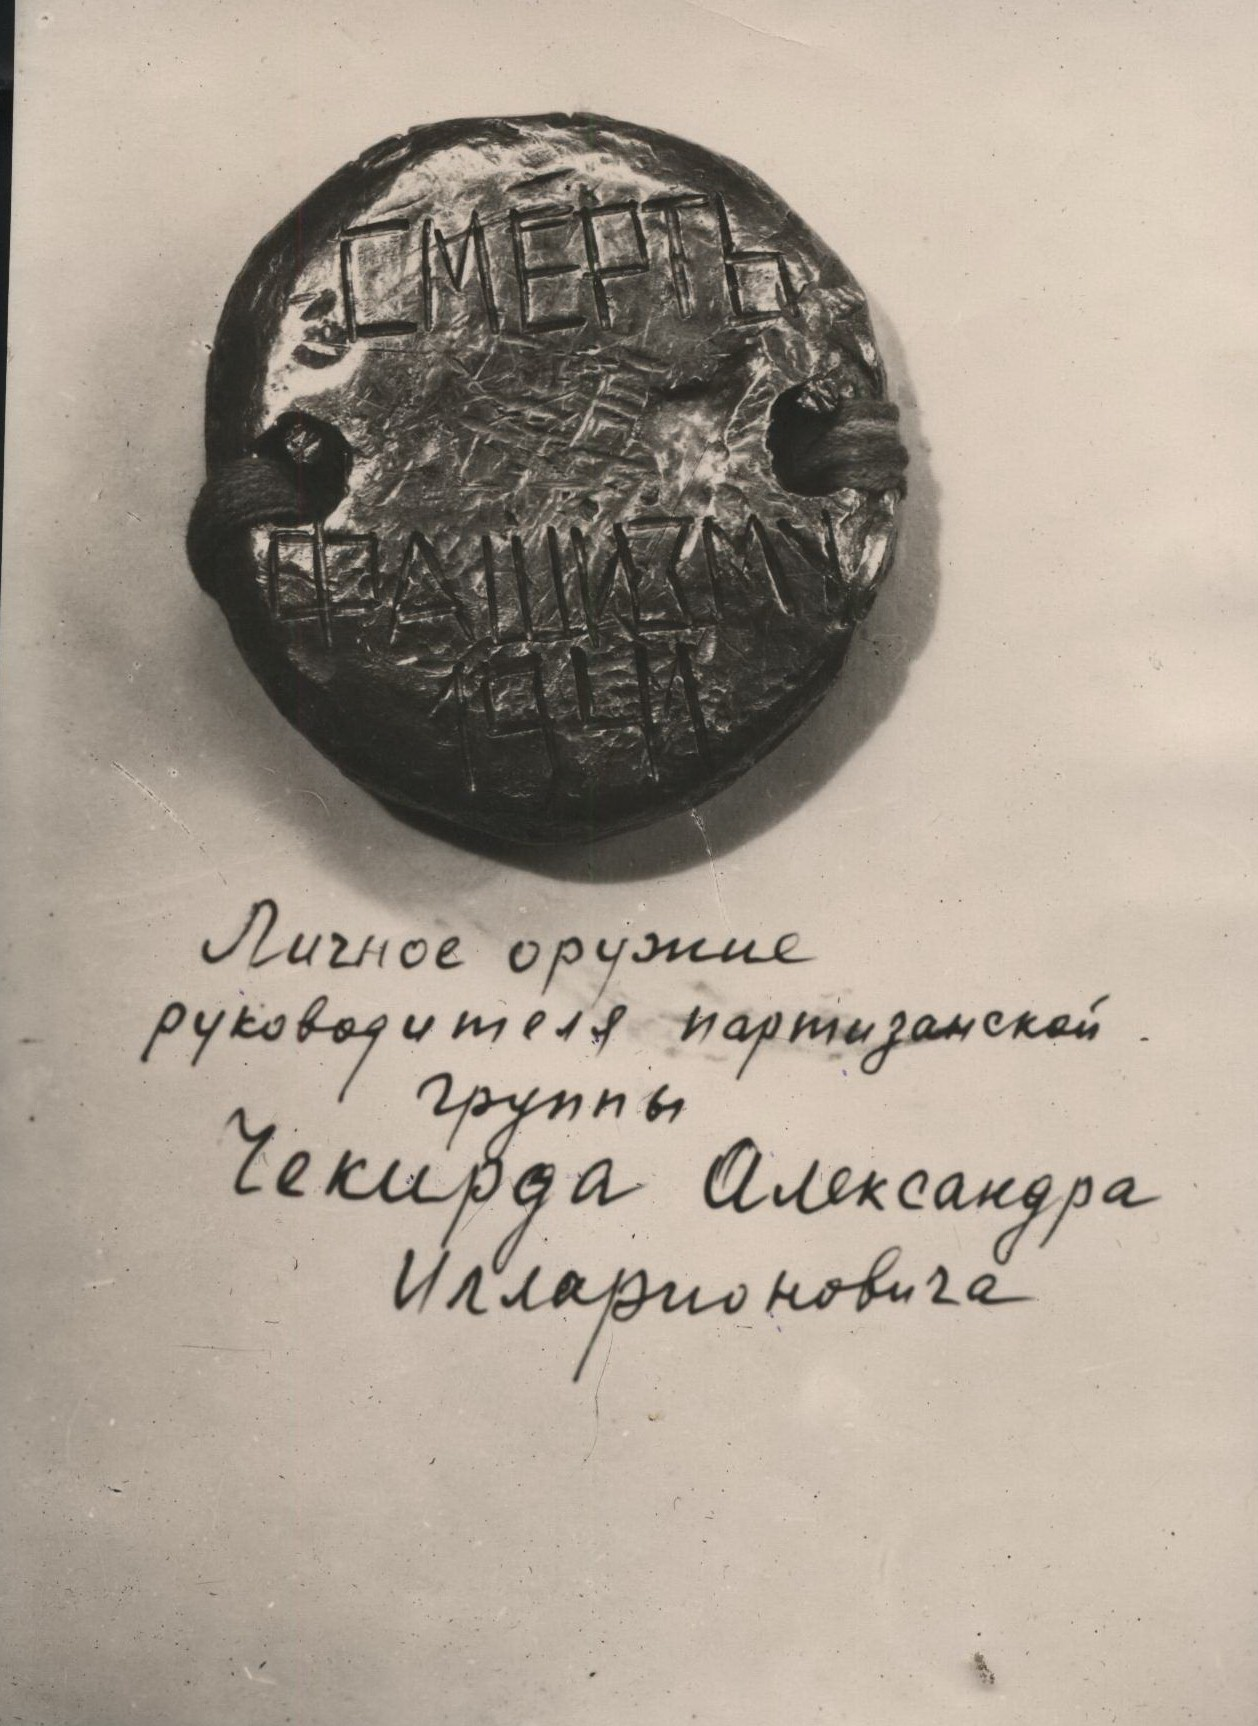 СМЕРТЬ
ФАШИЗМУ
1941
Личное оружие
руководителя партизанской
группы
Чекирда Александра
Илларионовича